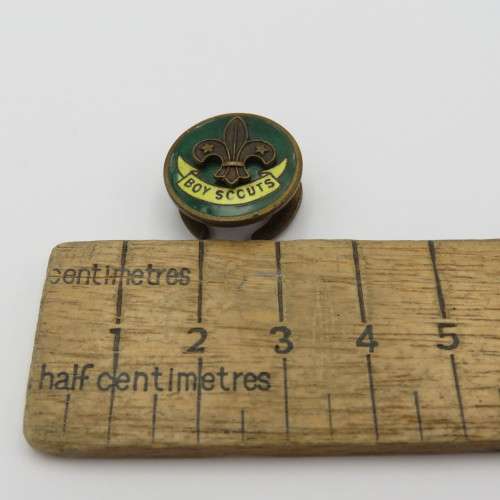 BOY SCOUTS
centimetres
1 2 3 4 5
half centimetres